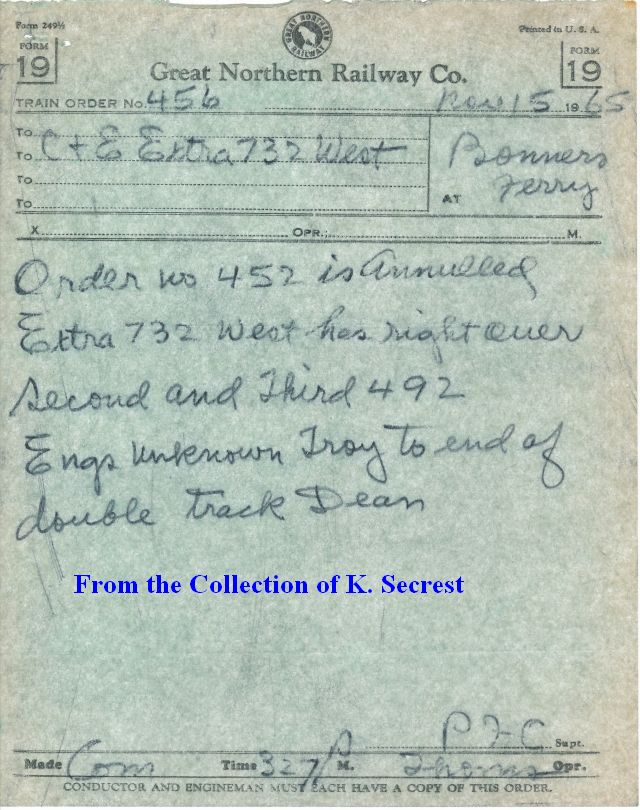 Form 249½
Printed in U. S. A.
GREAT NORTHERN RAILWAY
FORM 19
FORM 19
Great Northern Railway Co.
TRAIN ORDER No. 456 Nov 15 1965
To
To C + E Extra 732 West
To
To
AT Bonners Ferry
X OPR.: M.
Order no 452 is annulled
Extra 732 West has right over
second and Third 492
Engs unknown Troy to end of
double track Dean
From the Collection of K. Secrest
P J C Supt.
Made Com Time 327 P M. Opr.
CONDUCTOR AND ENGINEMAN MUST EACH HAVE A COPY OF THIS ORDER.